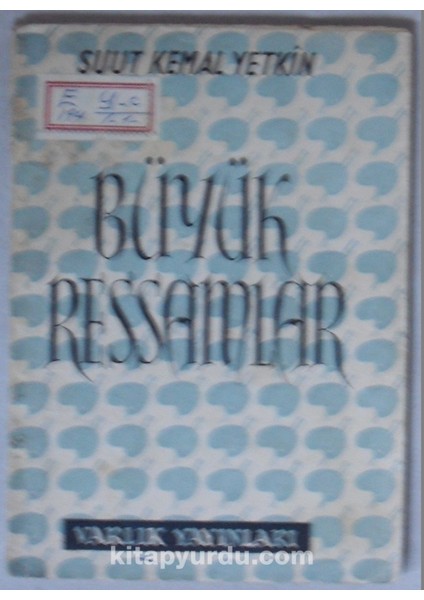 SUUT KEMAL YETKİN
BÜYÜK
RESSAMLAR
VARLIK YAYINLARI
kitapyurdu.com